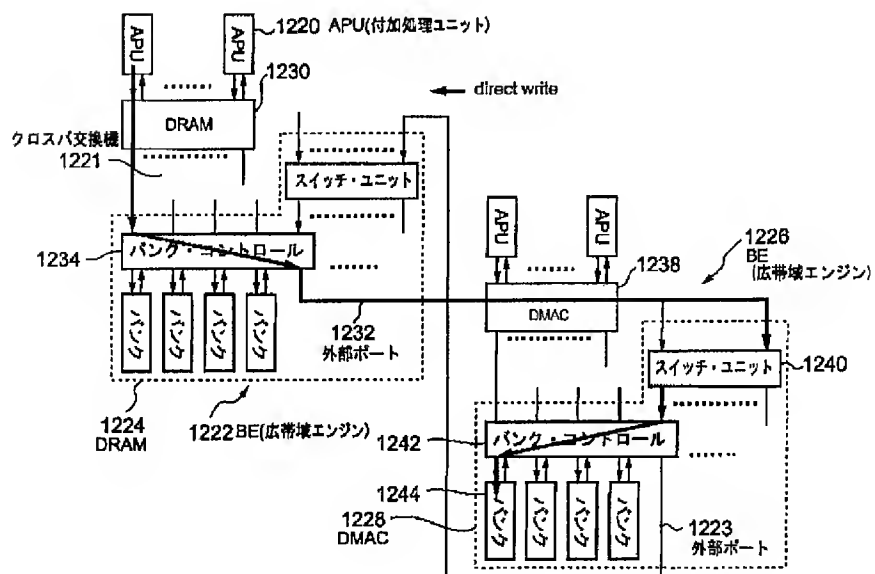 APU
APU
1220 APU(付加処理ユニット)
1230
DRAM
direct write
クロスバ交換機
1221
スイッチ・ユニット
1234
バンク・コントロール
バンク
バンク
バンク
バンク
1232
外部ポート
1224
DRAM
1222 BE(広帯域エンジン)
APU
APU
1238
1226
BE
(広帯域エンジン)
DMAC
スイッチ・ユニット
1240
1242
バンク・コントロール
1244
バンク
バンク
バンク
バンク
1228
DMAC
1223
外部ポート